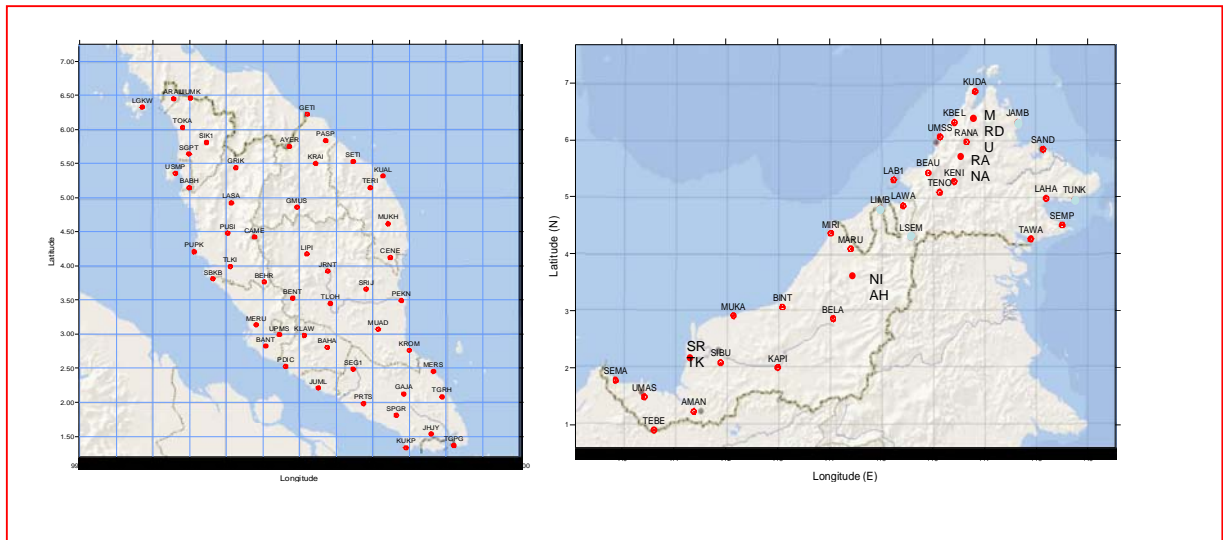 7.00
6.50
6.00
5.50
5.00
4.50
4.00
3.50
3.00
2.50
2.00
1.50
Latitude
Longitude
LGKW
ARAU
UUMK
TOKA
SIK1
SGPT
USMP
BABH
GRIK
AYER
GETI
PASP
KRAI
SETI
KUAL
TERI
LASA
GMUS
MUKH
PUSI
CAME
PUPK
LIPI
CENE
TLKI
JRNT
SBKB
BEHR
BENT
TLOH
SRIJ
PEKN
MERU
UPMS
KLAW
MUAD
BANT
BAHA
KROM
PDIC
SEG1
MERS
JUML
GAJA
TGRH
PRTS
SPGR
JHJY
KUKP
TGPG
7
6
5
4
3
2
1
Latitude (N)
Longitude (E)
KUDA
KBEL
M
RD
U
JAMB
UMSS
RANA
SAND
BEAU
RA
NA
LAB1
KENI
TENO
LAHA
TUNK
LIMB
LAWA
SEMP
MIRI
LSEM
TAWA
MARU
NI
AH
BINT
MUKA
BELA
SR
YK
SIBU
KAPI
SEMA
UMAS
AMAN
TEBE